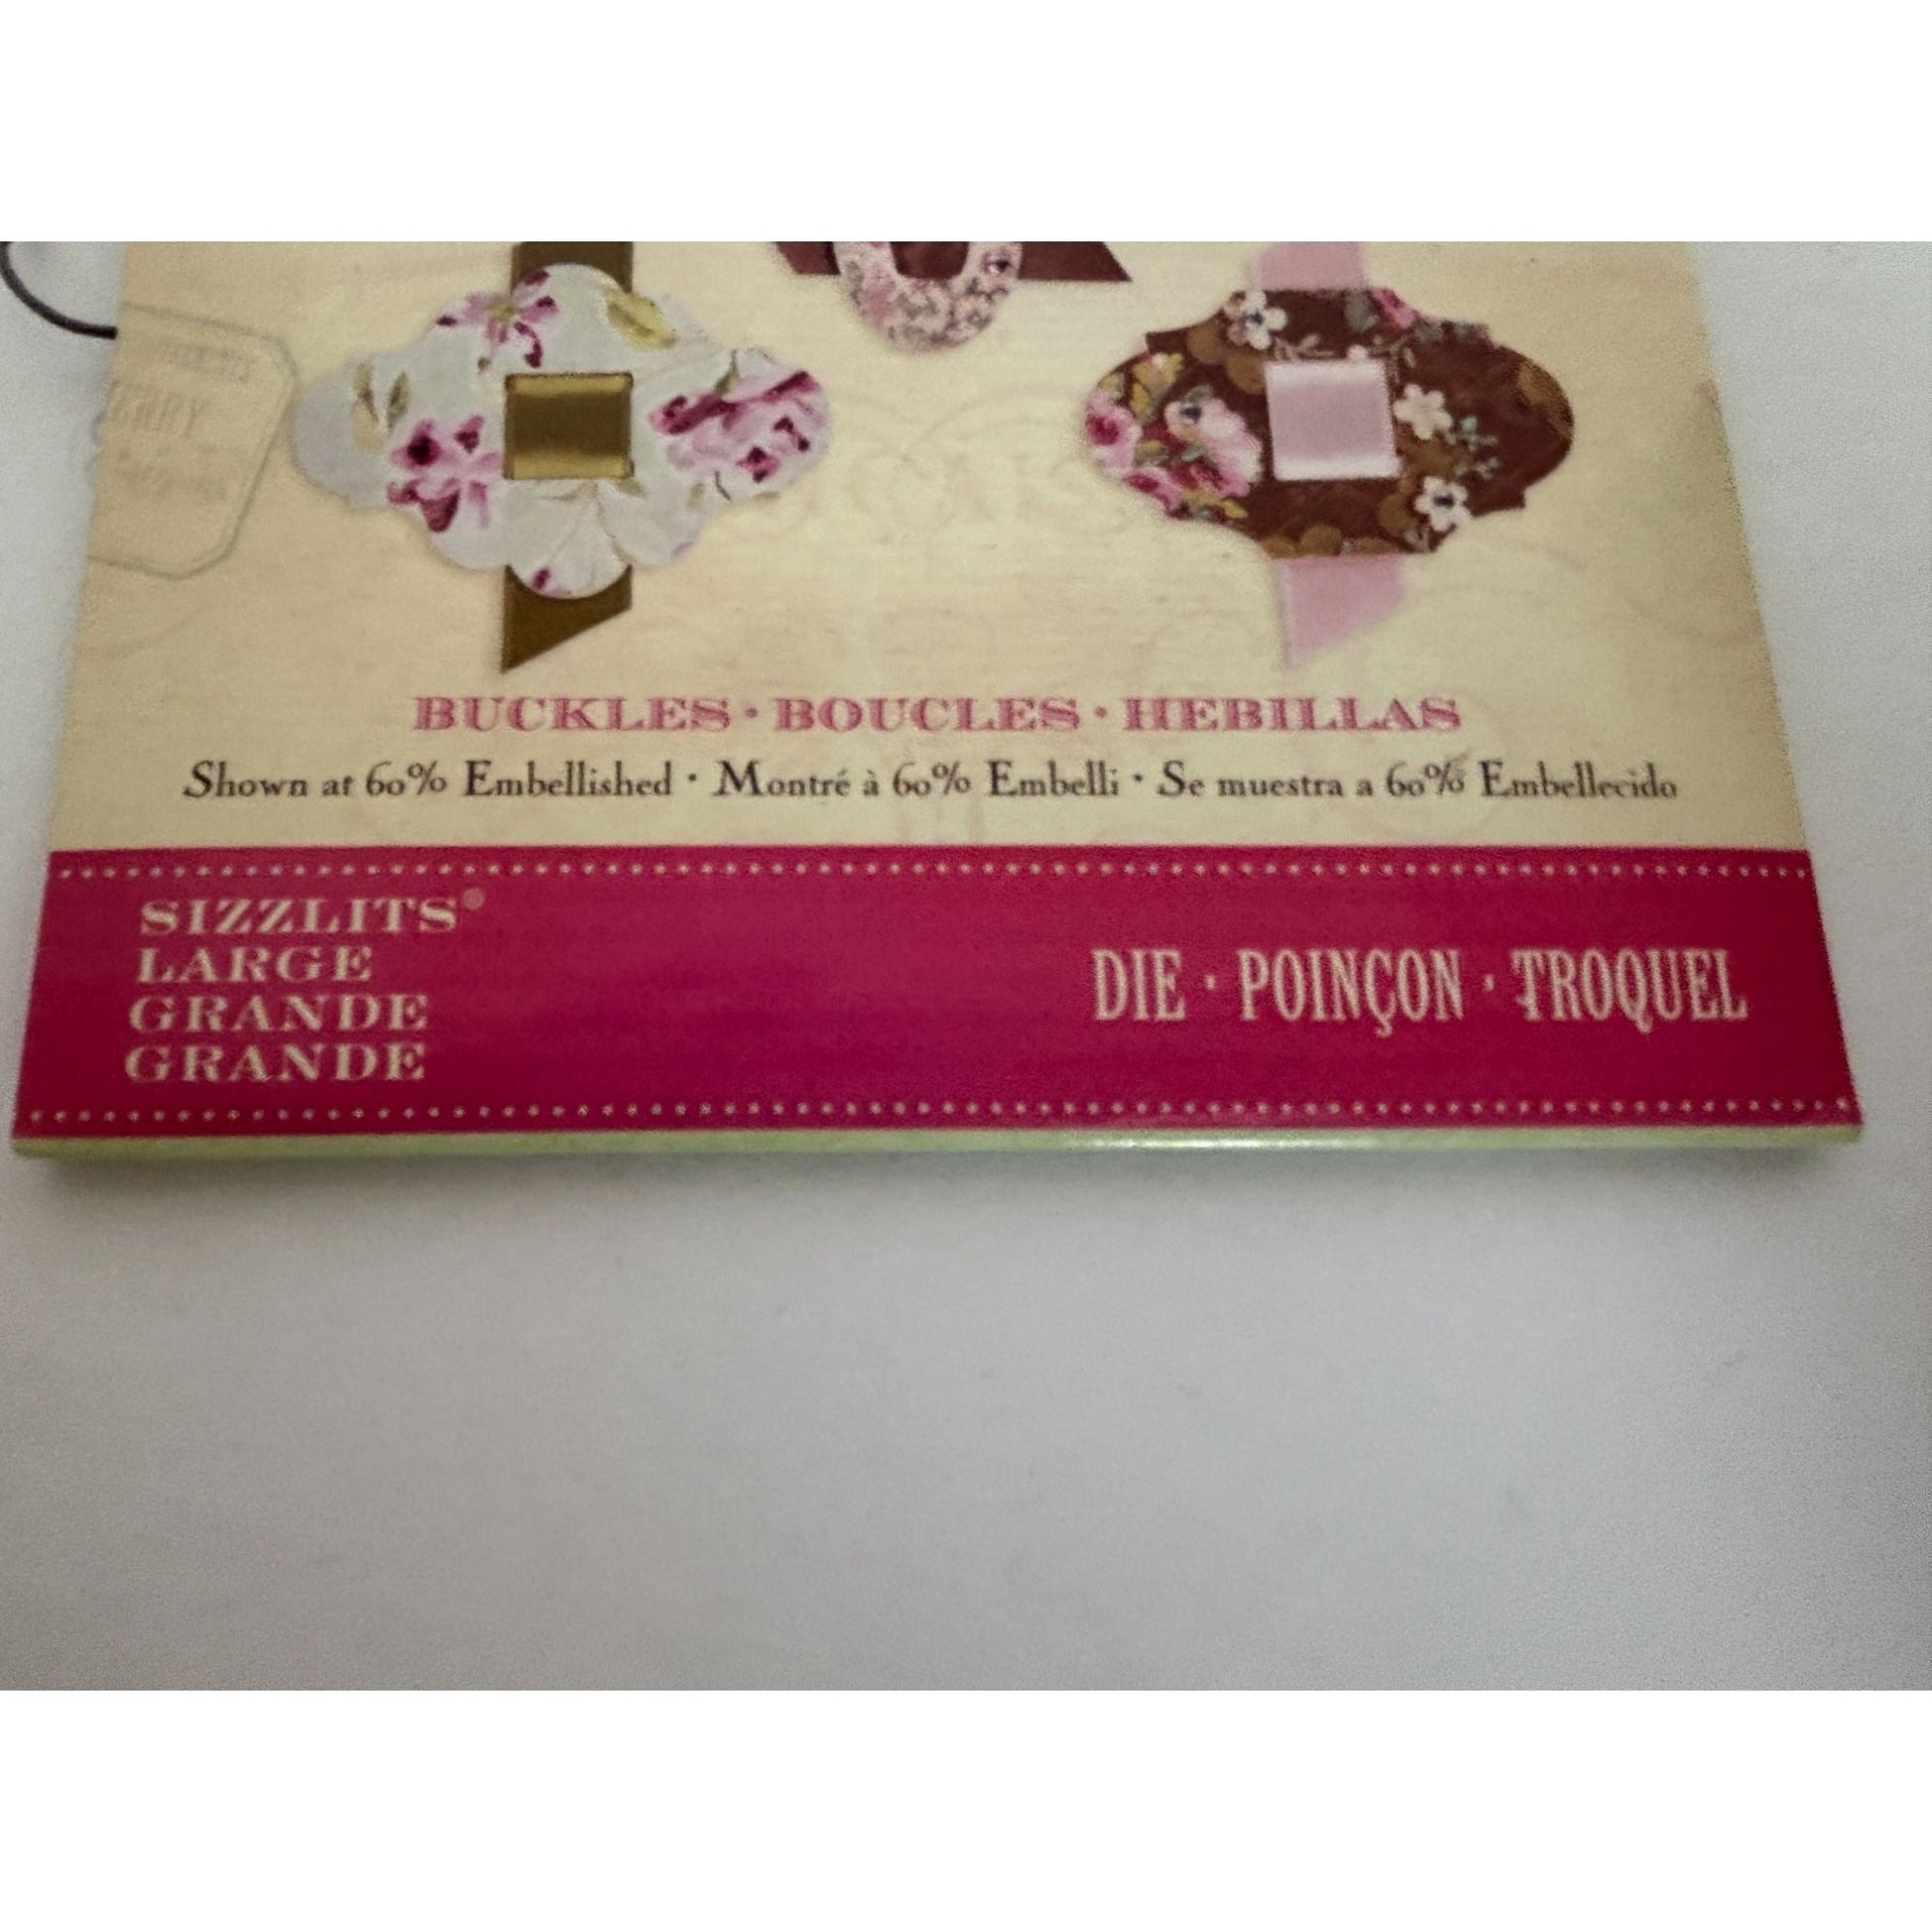 BUCKLES · BOUCLES · HEBILLAS
Shown at 60% Embellished · Montré à 60% Embelli · Se muestra a 60% Embellecido
SIZZLITS®
LARGE
GRANDE
GRANDE
DIE · POINÇON · TROQUEL